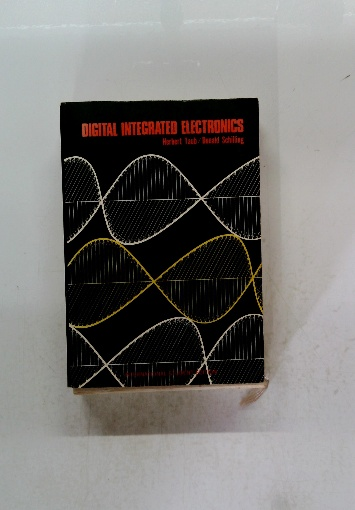 DIGITAL INTEGRATED ELECTRONICS
Herbert Taub / Donald Schilling